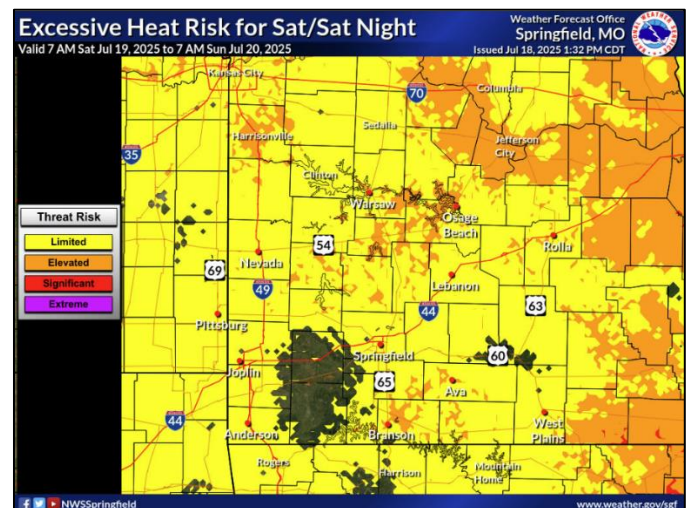 Excessive Heat Risk for Sat/Sat Night
Valid 7 AM Sat Jul 19, 2025 to 7 AM Sun Jul 20, 2025
Weather Forecast Office
Springfield, MO
Issued Jul 18, 2025 1:32 PM CDT
Kansas City
70
Columbia
Harrisonville
Sedalia
Jefferson
City
35
Clinton
Warsaw
Osage
Beach
Threat Risk
Limited
Elevated
Significant
Extreme
54
Rolla
69
Nevada
49
Lebanon
63
44
Pittsburg
Springfield
60
Joplin
65
Ava
44
Anderson
Branson
West
Plains
Rogers
Harrison
Mountain
Home
NWSSpringfield
www.weather.gov/sgf